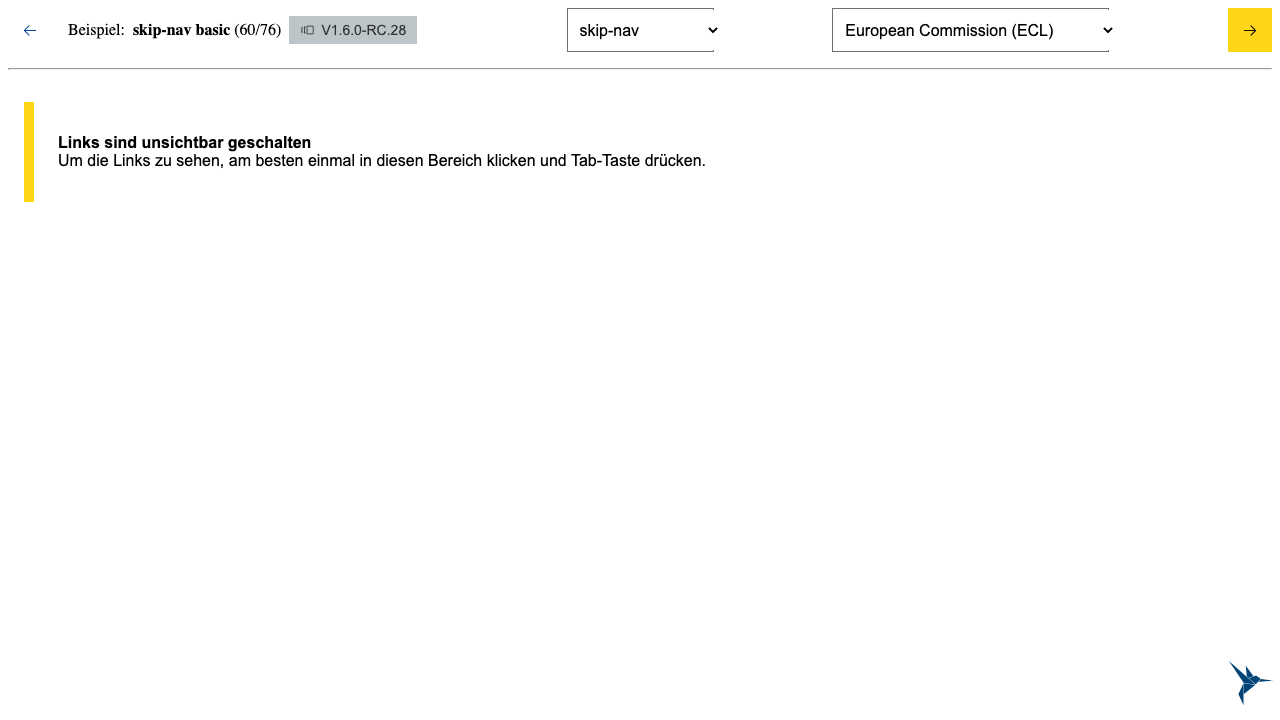 Beispiel: skip-nav basic (60/76) V1.6.0-RC.28 skip-nav European Commission (ECL)
Links sind unsichtbar geschalten
Um die Links zu sehen, am besten einmal in diesen Bereich klicken und Tab-Taste drücken.